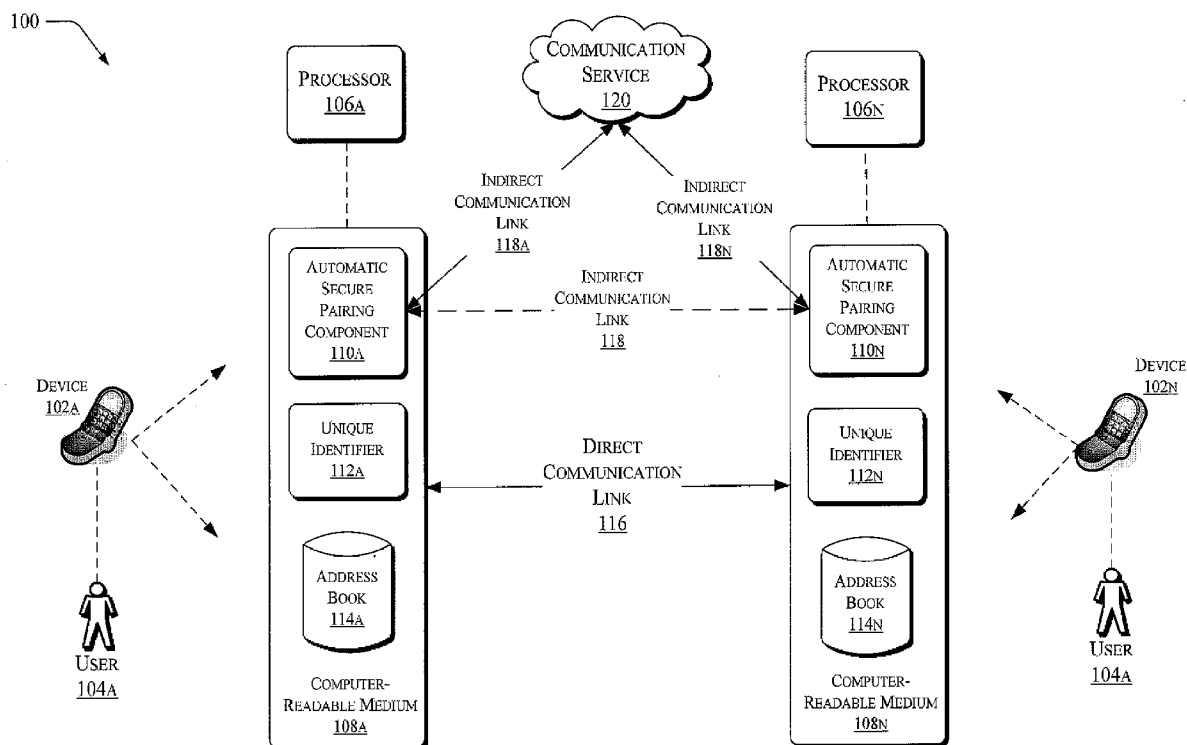 100
COMMUNICATION
SERVICE
120
PROCESSOR
106A
PROCESSOR
106N
INDIRECT
COMMUNICATION
LINK
118A
INDIRECT
COMMUNICATION
LINK
118N
AUTOMATIC
SECURE
PAIRING
COMPONENT
110A
INDIRECT
COMMUNICATION
LINK
118
AUTOMATIC
SECURE
PAIRING
COMPONENT
110N
DEVICE
102A
DEVICE
102N
UNIQUE
IDENTIFIER
112A
DIRECT
COMMUNICATION
LINK
116
UNIQUE
IDENTIFIER
112N
ADDRESS
BOOK
114A
ADDRESS
BOOK
114N
USER
104A
USER
104A
COMPUTER-
READABLE MEDIUM
108A
COMPUTER-
READABLE MEDIUM
108N